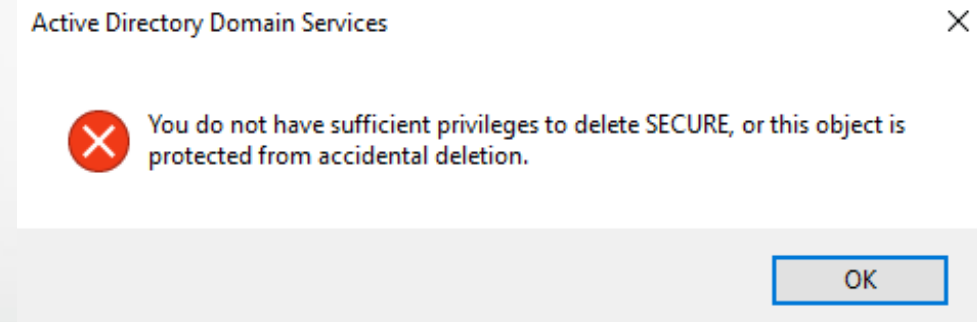 Active Directory Domain Services
You do not have sufficient privileges to delete SECURE, or this object is
protected from accidental deletion.
OK